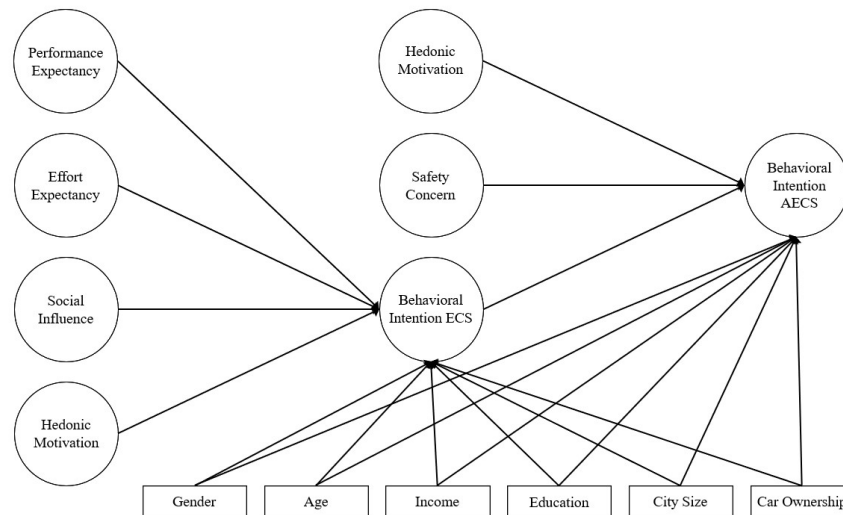 Performance
Expectancy
Hedonic
Motivation
Effort
Expectancy
Safety
Concern
Behavioral
Intention
AECS
Social
Influence
Behavioral
Intention ECS
Hedonic
Motivation
Gender
Age
Income
Education
City Size
Car Ownership